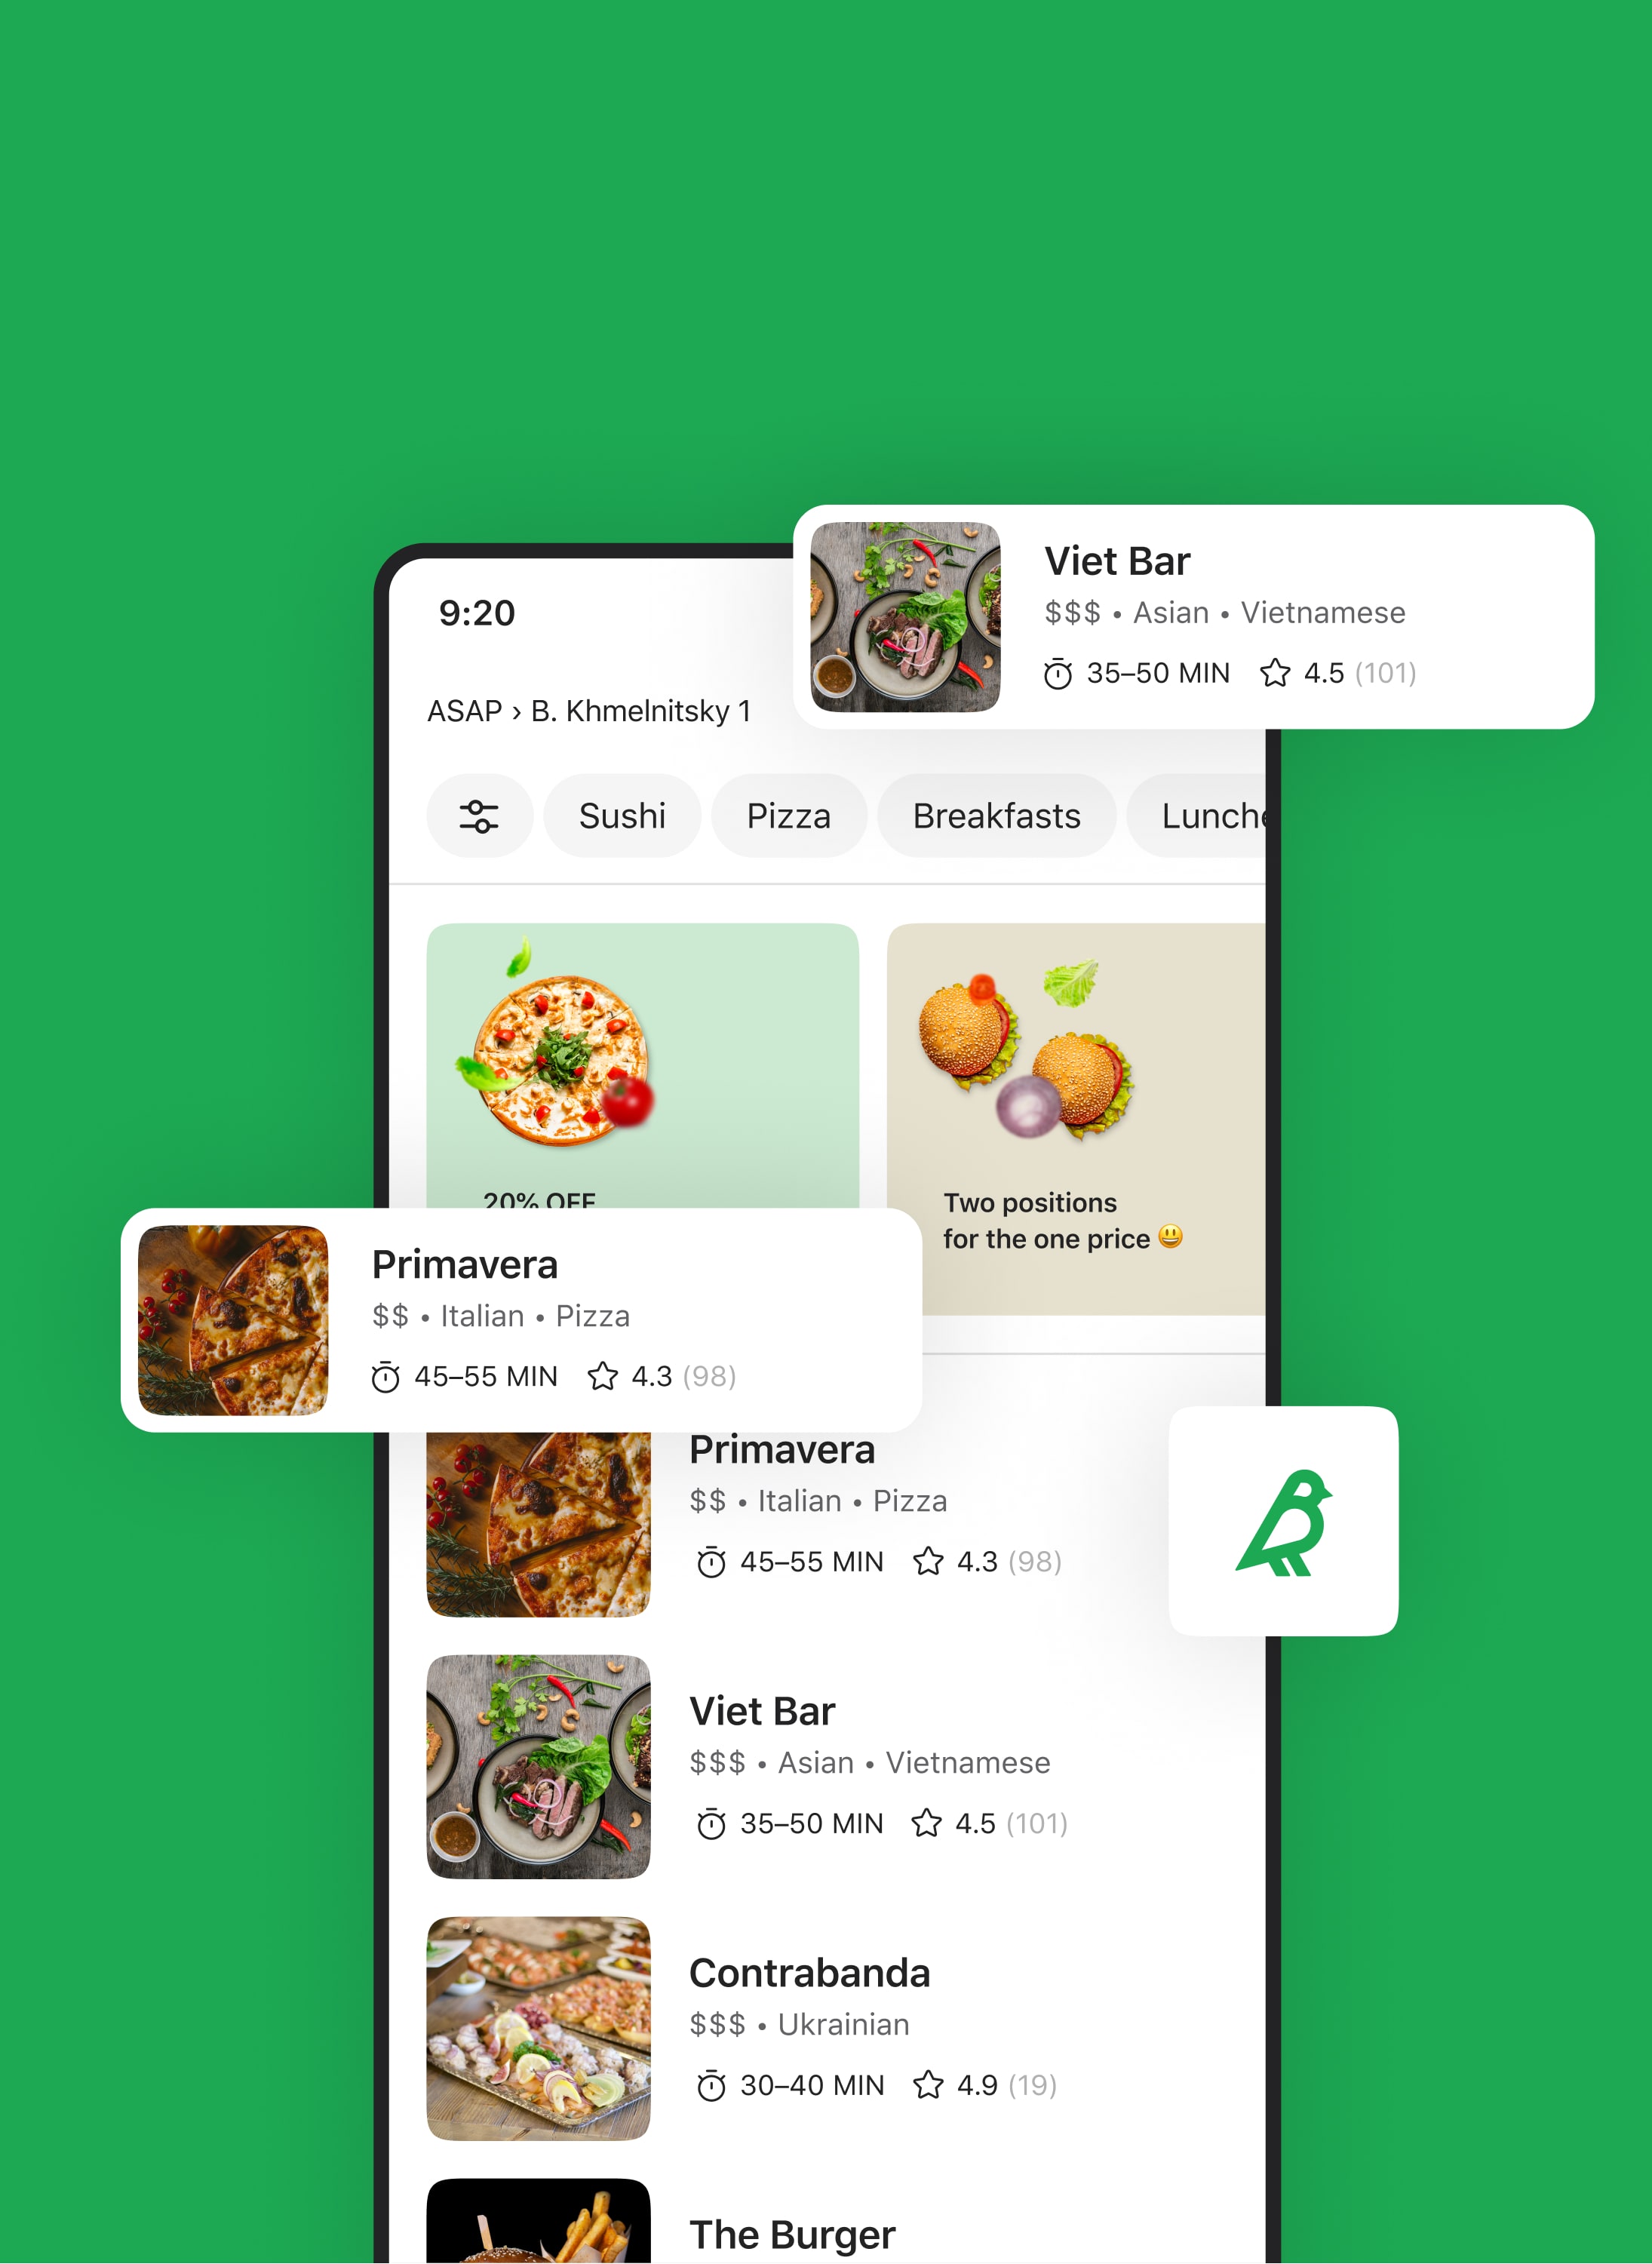 Viet Bar
$$$ • Asian • Vietnamese
35–50 MIN 4.5 (101)
9:20
ASAP › B. Khmelnitsky 1
Sushi Pizza Breakfasts Lunche
20% OFF
Two positions
for the one price 😃
Primavera
$$ • Italian • Pizza
45–55 MIN 4.3 (98)
Primavera
$$ • Italian • Pizza
45–55 MIN 4.3 (98)
Viet Bar
$$$ • Asian • Vietnamese
35–50 MIN 4.5 (101)
Contrabanda
$$$ • Ukrainian
30–40 MIN 4.9 (19)
The Burger